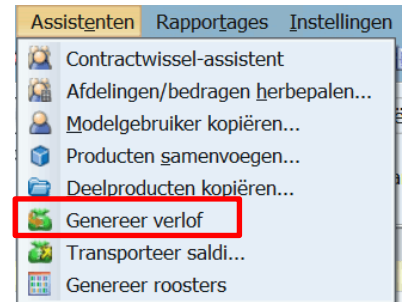 Assistenten Rapportages Instellingen
Contractwissel-assistent
Afdelingen/bedragen herbepalen...
Modelgebruiker kopiëren...
Producten samenvoegen...
Deelproducten kopiëren...
Genereer verlof
Transporteer saldi...
Genereer roosters